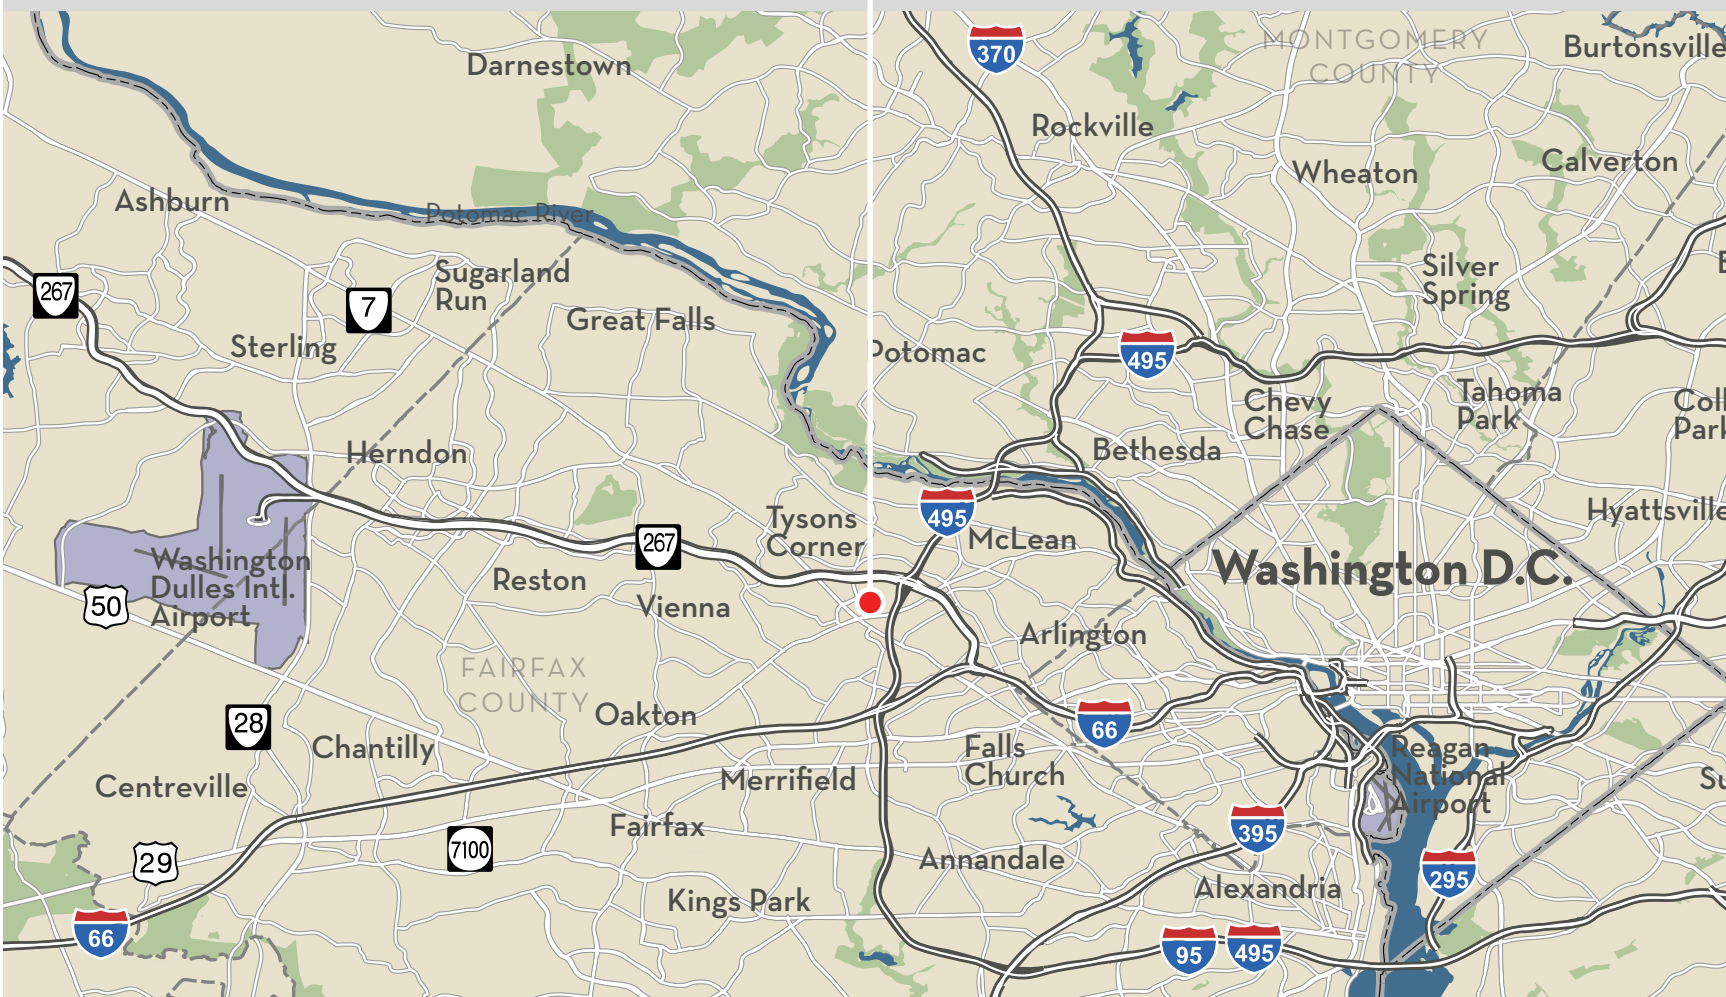 370
MONTGOMERY
COUNTY
Burtonsville
Darnestown
Rockville
Wheaton
Calverton
Ashburn
Potomac River
267
7
Sugarland
Run
Silver
Spring
Great Falls
Sterling
Potomac
495
Chevy
Chase
Tahoma
Park
Coll
Park
Herndon
Bethesda
495
Tysons
Corner
McLean
Hyattsville
267
Washington
Dulles Intl.
Airport
Washington D.C.
50
Reston
Vienna
Arlington
FAIRFAX
COUNTY
28
Oakton
66
Chantilly
Falls
Church
Reagan
National
Airport
Centreville
Merrifield
Fairfax
395
29
7100
Annandale
Alexandria
295
Kings Park
66
95
495
Su